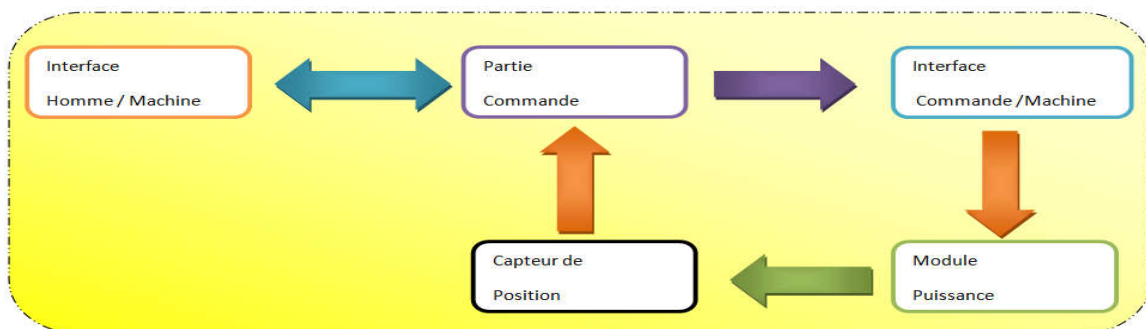 Interface
Homme / Machine
Partie
Commande
Interface
Commande /Machine
Capteur de
Position
Module
Puissance